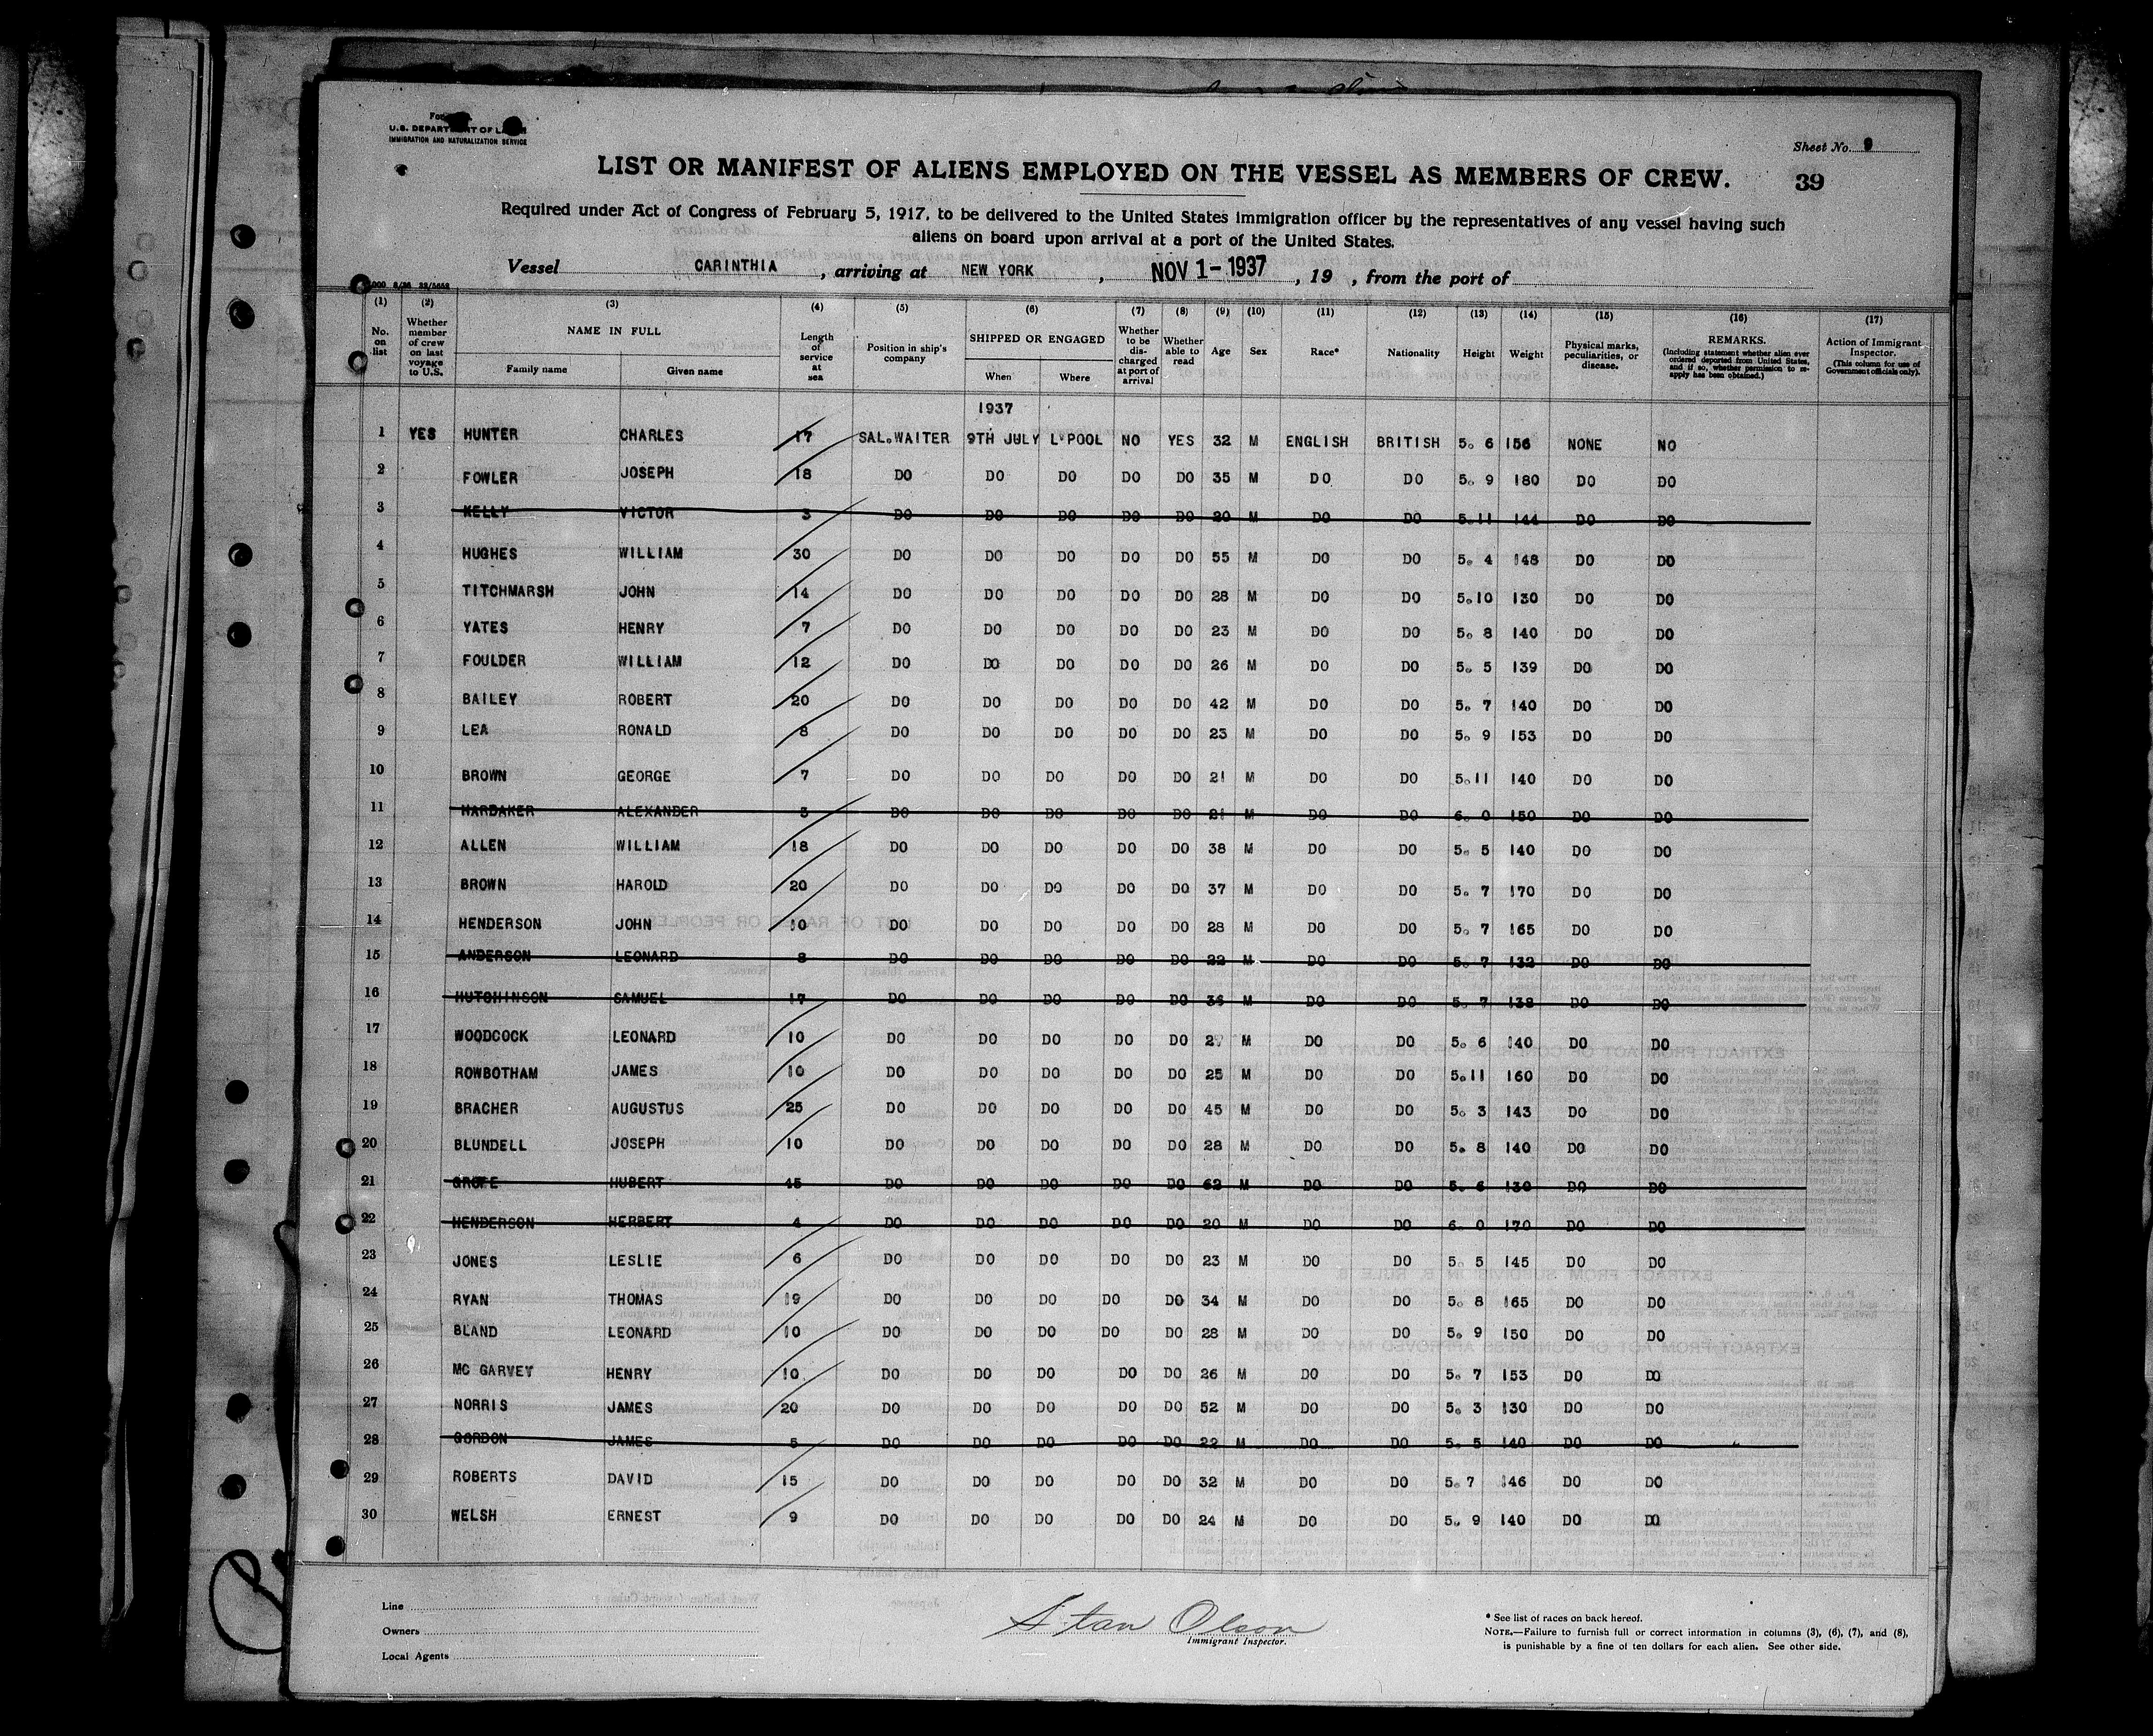 U.S. DEPARTMENT OF LABOR
IMMIGRATION AND NATURALIZATION SERVICE
Sheet No. 9
LIST OR MANIFEST OF ALIENS EMPLOYED ON THE VESSEL AS MEMBERS OF CREW.
39
Required under Act of Congress of February 5, 1917, to be delivered to the United States immigration officer by the representatives of any vessel having such
aliens on board upon arrival at a port of the United States.
Vessel CARINTHIA, arriving at NEW YORK, NOV 1-1937, 19 , from the port of
(1) (2) (3) (4) (5) (6) (7) (8) (9) (10) (11) (12) (13) (14) (15) (16) (17)
No. on list
Whether member of crew on last voyage to U.S.
NAME IN FULL
Family name Given name
Length of service at sea
Position in ship's company
SHIPPED OR ENGAGED
When Where
Whether to be discharged at port of arrival
Whether able to read
Age
Sex
Race*
Nationality
Height
Weight
Physical marks, peculiarities, or disease.
REMARKS.
(Including statement whether alien ever ordered deported from United States, and if so, whether permission to reapply has been obtained.)
Action of Immigrant Inspector.
(This column for use of Government officials only).
1937
1 YES HUNTER CHARLES 17 SAL.WAITER 9TH JULY L'POOL NO YES 32 M ENGLISH BRITISH 5. 6 156 NONE NO
2 FOWLER JOSEPH 18 DO DO DO DO DO 35 M DO DO 5. 9 180 DO DO
3 KELLY VICTOR 3 DO DO DO DO DO 20 M DO DO 5.11 144 DO DO
4 HUGHES WILLIAM 30 DO DO DO DO DO 55 M DO DO 5. 4 148 DO DO
5 TITCHMARSH JOHN 14 DO DO DO DO DO 28 M DO DO 5.10 130 DO DO
6 YATES HENRY 7 DO DO DO DO DO 23 M DO DO 5. 8 140 DO DO
7 FOULDER WILLIAM 12 DO DO DO DO DO 26 M DO DO 5. 5 139 DO DO
8 BAILEY ROBERT 20 DO DO DO DO DO 42 M DO DO 5. 7 140 DO DO
9 LEA RONALD 8 DO DO DO DO DO 23 M DO DO 5. 9 153 DO DO
10 BROWN GEORGE 7 DO DO DO DO DO 21 M DO DO 5.11 140 DO DO
11 HARDAKER ALEXANDER 3 DO DO DO DO DO 21 M DO DO 6. 0 150 DO DO
12 ALLEN WILLIAM 18 DO DO DO DO DO 38 M DO DO 5. 5 140 DO DO
13 BROWN HAROLD 20 DO DO DO DO DO 37 M DO DO 5. 7 170 DO DO
14 HENDERSON JOHN 10 DO DO DO DO DO 28 M DO DO 5. 7 165 DO DO
15 ANDERSON LEONARD 8 DO DO DO DO DO 22 M DO DO 5. 7 132 DO DO
16 HUTCHINSON SAMUEL 17 DO DO DO DO DO 36 M DO DO 5. 7 138 DO DO
17 WOODCOCK LEONARD 10 DO DO DO DO DO M DO DO 5. 6 140 DO DO
18 ROWBOTHAM JAMES 10 DO DO DO DO DO 25 M DO DO 5.11 160 DO DO
19 BRACHER AUGUSTUS 25 DO DO DO DO DO 45 M DO DO 5. 3 143 DO DO
20 BLUNDELL JOSEPH 10 DO DO DO DO DO 28 M DO DO 5. 8 140 DO DO
21 HUBERT 45 DO DO DO DO DO 62 M DO DO 5. 6 130 DO DO
22 HENDERSON HERBERT 4 DO DO DO DO DO 20 M DO DO 6. 0 170 DO DO
23 JONES LESLIE 6 DO DO DO DO DO 23 M DO DO 5. 5 145 DO DO
24 RYAN THOMAS 19 DO DO DO DO DO 34 M DO DO 5. 8 165 DO DO
25 BLAND LEONARD 10 DO DO DO DO DO 28 M DO DO 5. 9 150 DO DO
26 MC GARVEY HENRY 10 DO DO DO DO DO 26 M DO DO 5. 7 153 DO DO
27 NORRIS JAMES 20 DO DO DO DO DO 52 M DO DO 5. 3 130 DO DO
28 GORDON JAMES 5 DO DO DO DO DO 22 M DO DO 5. 5 140 DO DO
29 ROBERTS DAVID 15 DO DO DO DO DO 32 M DO DO 5. 7 146 DO DO
30 WELSH ERNEST 9 DO DO DO DO DO 24 M DO DO 5. 9 140 DO DO
Line
Owners
Local Agents
Stan Olson
Immigrant Inspector.
* See list of races on back hereof.
NOTE.—Failure to furnish full or correct information in columns (3), (6), (7), and (8),
is punishable by a fine of ten dollars for each alien. See other side.